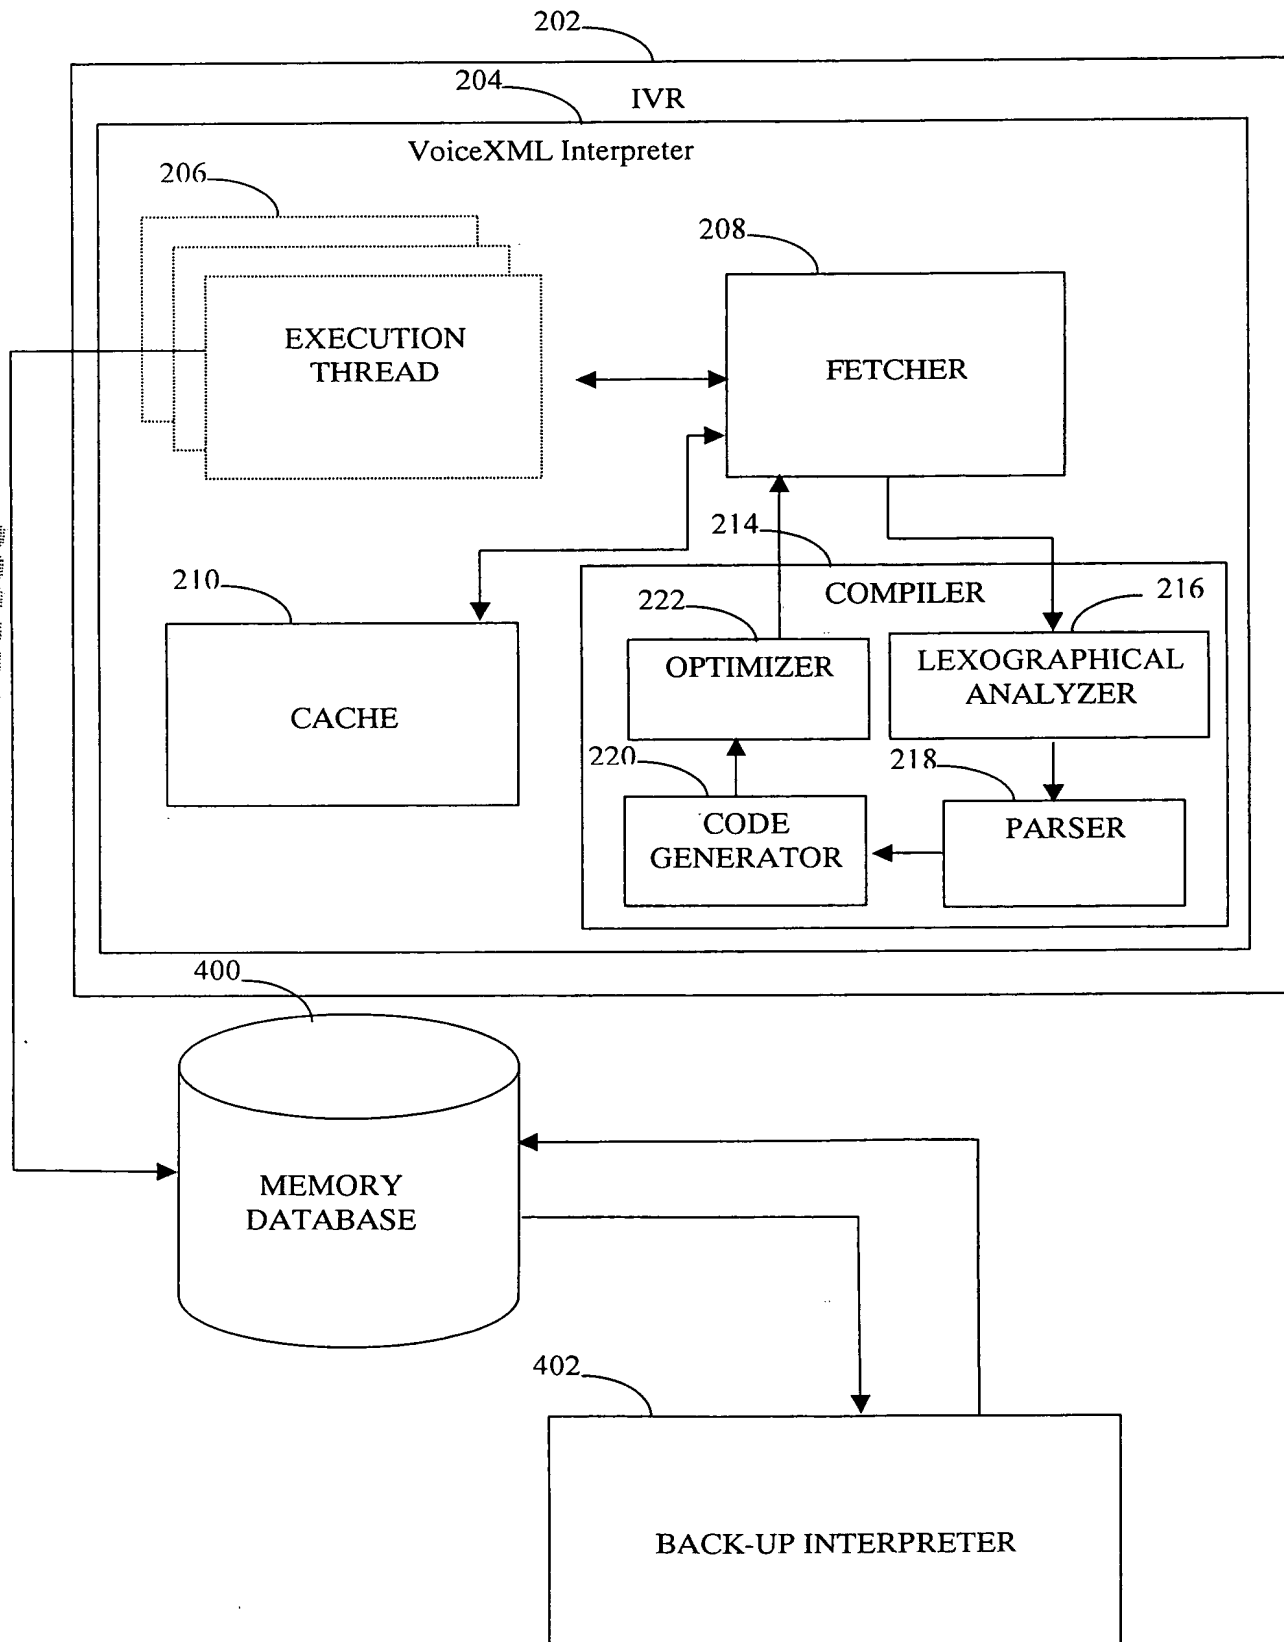 202
IVR
204
VoiceXML Interpreter
206
208
EXECUTION
THREAD
FETCHER
214
210
COMPILER
222
216
OPTIMIZER
LEXOGRAPHICAL
ANALYZER
CACHE
220
218
CODE
GENERATOR
PARSER
400
MEMORY
DATABASE
402
BACK-UP INTERPRETER